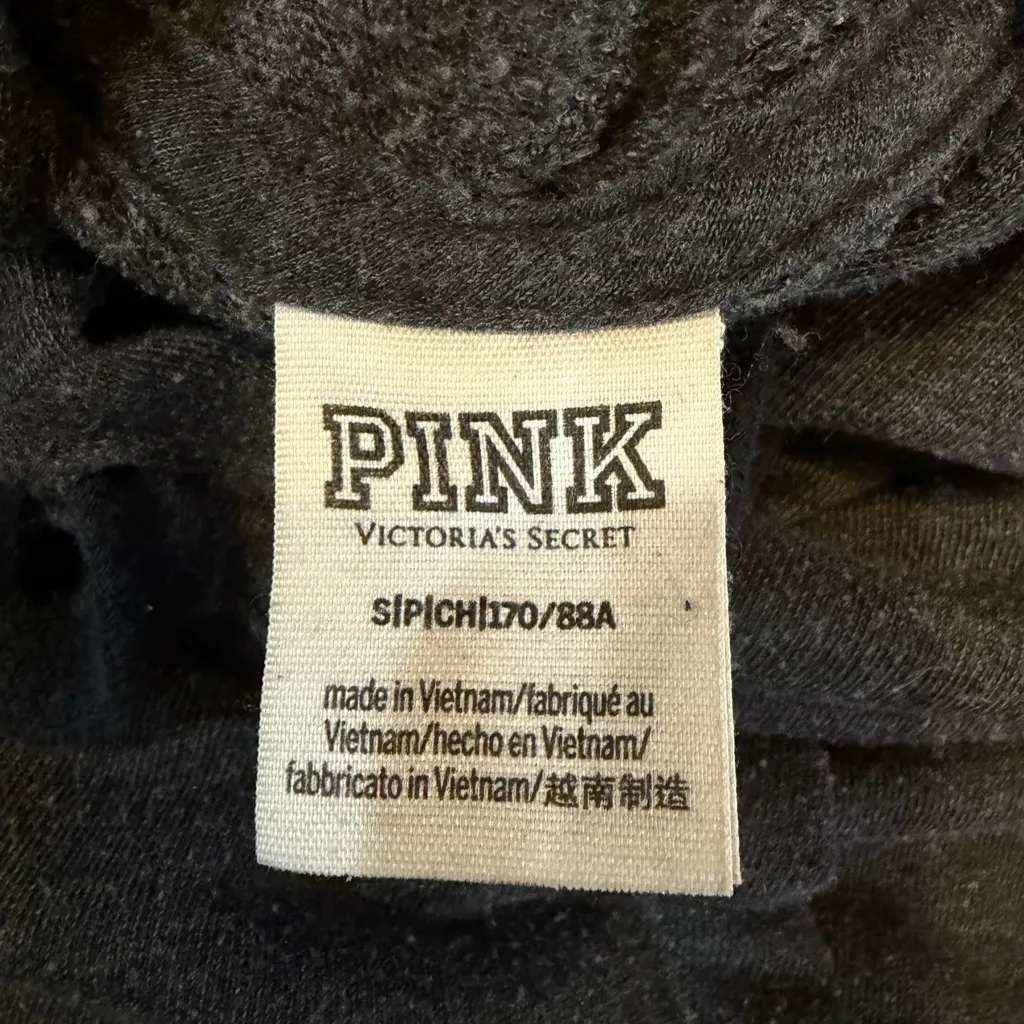 PINK
VICTORIA'S SECRET
S|P|CH|170/88A
made in Vietnam/fabriqué au
Vietnam/hecho en Vietnam/
fabbricato in Vietnam/越南制造